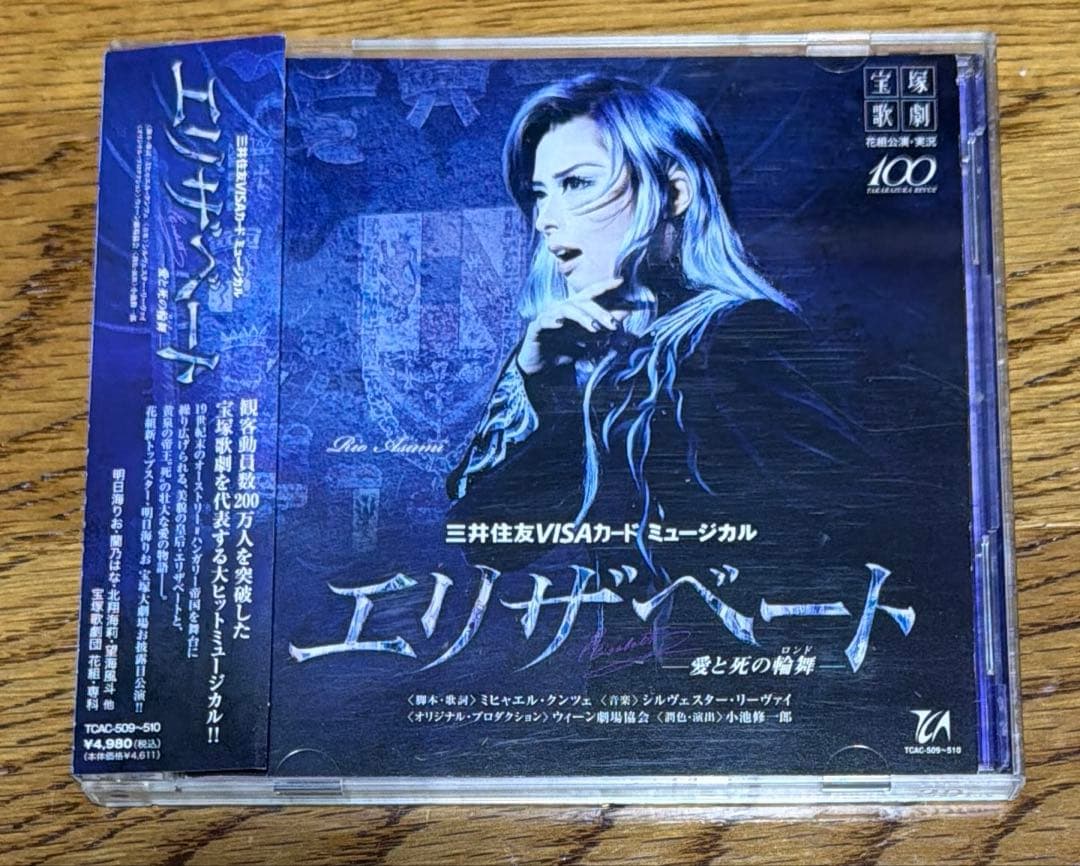 三井住友VISAカード ミュージカル
エリザベート
―愛と死の輪舞―
観客動員数200万人を突破した
宝塚歌劇を代表する大ヒットミュージカル!!
19世紀末のオーストリー=ハンガリー帝国を舞台に
繰り広げられる、美貌の皇后・エリザベートと、
黄泉の帝王“死”の壮大な愛の物語―。
花組新トップスター・明日海りお 宝塚大劇場お披露目公演!!
明日海りお・蘭乃はな・北翔海莉・望海風斗 他
宝塚歌劇団 花組・専科
TCAC-509〜510
¥4,980(税込)
(本体価格¥4,611)
宝塚
歌劇
花組公演・実況
100
TAKARAZUKA REVUE
Rio Asumi
三井住友VISAカード ミュージカル
エリザベート
ロンド
―愛と死の輪舞―
〈脚本・歌詞〉ミヒャエル・クンツェ 〈音楽〉シルヴェスター・リーヴァイ
〈オリジナル・プロダクション〉ウィーン劇場協会 〈潤色・演出〉小池修一郎
TCA
TCAC-509〜510